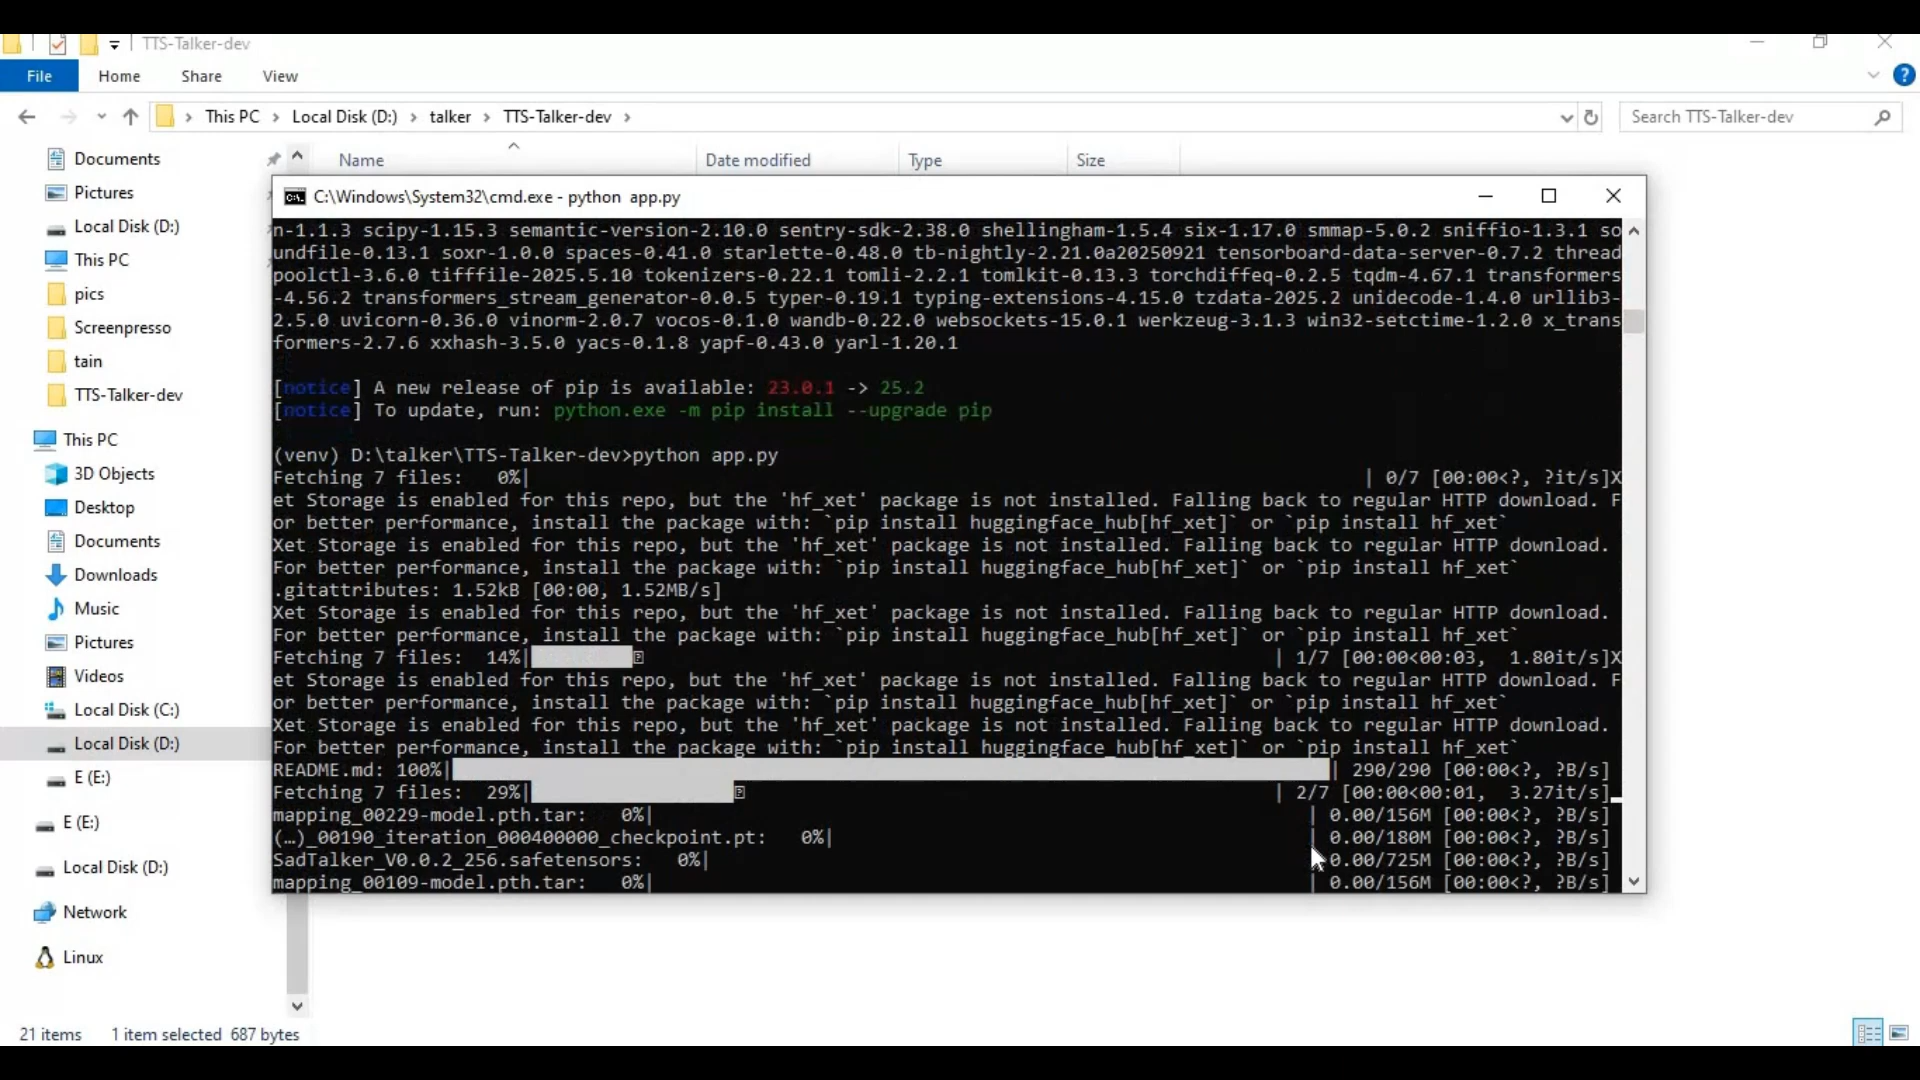 TTS-Talker-dev
File Home Share View
This PC > Local Disk (D:) > talker > TTS-Talker-dev >
Search TTS-Talker-dev
Name Date modified Type Size
Documents
Pictures
Local Disk (D:)
This PC
pics
Screenpresso
tain
TTS-Talker-dev
This PC
3D Objects
Desktop
Documents
Downloads
Music
Pictures
Videos
Local Disk (C:)
Local Disk (D:)
E (E:)
E (E:)
Local Disk (D:)
Network
Linux
C:\Windows\System32\cmd.exe - python app.py
n-1.1.3 scipy-1.15.3 semantic-version-2.10.0 sentry-sdk-2.38.0 shellingham-1.5.4 six-1.17.0 smmap-5.0.2 sniffio-1.3.1 so
undfile-0.13.1 soxr-1.0.0 spaces-0.41.0 starlette-0.48.0 tb-nightly-2.21.0a20250921 tensorboard-data-server-0.7.2 thread
poolctl-3.6.0 tifffile-2025.5.10 tokenizers-0.22.1 tomli-2.2.1 tomlkit-0.13.3 torchdiffeq-0.2.5 tqdm-4.67.1 transformers
-4.56.2 transformers_stream_generator-0.0.5 typer-0.19.1 typing-extensions-4.15.0 tzdata-2025.2 unidecode-1.4.0 urllib3-
2.5.0 uvicorn-0.36.0 vinorm-2.0.7 vocos-0.1.0 wandb-0.22.0 websockets-15.0.1 werkzeug-3.1.3 win32-setctime-1.2.0 x_trans
formers-2.7.6 xxhash-3.5.0 yacs-0.1.8 yapf-0.43.0 yarl-1.20.1
[notice] A new release of pip is available: 23.0.1 -> 25.2
[notice] To update, run: python.exe -m pip install --upgrade pip
(venv) D:\talker\TTS-Talker-dev>python app.py
Fetching 7 files: 0%| | 0/7 [00:00<?, ?it/s]X
et Storage is enabled for this repo, but the 'hf_xet' package is not installed. Falling back to regular HTTP download. F
or better performance, install the package with: `pip install huggingface_hub[hf_xet]` or `pip install hf_xet`
Xet Storage is enabled for this repo, but the 'hf_xet' package is not installed. Falling back to regular HTTP download.
For better performance, install the package with: `pip install huggingface_hub[hf_xet]` or `pip install hf_xet`
.gitattributes: 1.52kB [00:00, 1.52MB/s]
Xet Storage is enabled for this repo, but the 'hf_xet' package is not installed. Falling back to regular HTTP download.
For better performance, install the package with: `pip install huggingface_hub[hf_xet]` or `pip install hf_xet`
Fetching 7 files: 14%| | 1/7 [00:00<00:03, 1.80it/s]X
et Storage is enabled for this repo, but the 'hf_xet' package is not installed. Falling back to regular HTTP download. F
or better performance, install the package with: `pip install huggingface_hub[hf_xet]` or `pip install hf_xet`
Xet Storage is enabled for this repo, but the 'hf_xet' package is not installed. Falling back to regular HTTP download.
For better performance, install the package with: `pip install huggingface_hub[hf_xet]` or `pip install hf_xet`
README.md: 100%| | 290/290 [00:00<?, ?B/s]
Fetching 7 files: 29%| | 2/7 [00:00<00:01, 3.27it/s]
mapping_00229-model.pth.tar: 0%| | 0.00/156M [00:00<?, ?B/s]
(…)_00190_iteration_000400000_checkpoint.pt: 0%| | 0.00/180M [00:00<?, ?B/s]
SadTalker_V0.0.2_256.safetensors: 0%| 0.00/725M [00:00<?, ?B/s]
mapping_00109-model.pth.tar: 0%| | 0.00/156M [00:00<?, ?B/s]
21 items 1 item selected 687 bytes